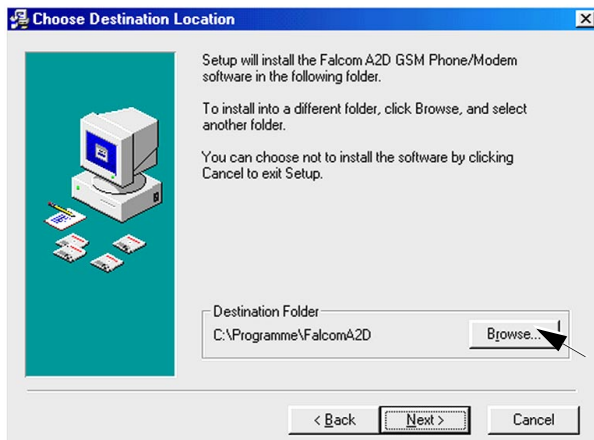 Choose Destination Location
Setup will install the Falcom A2D GSM Phone/Modem
software in the following folder.
To install into a different folder, click Browse, and select
another folder.
You can choose not to install the software by clicking
Cancel to exit Setup.
Destination Folder
C:\Programme\FalcomA2D
Browse...
< Back
Next >
Cancel